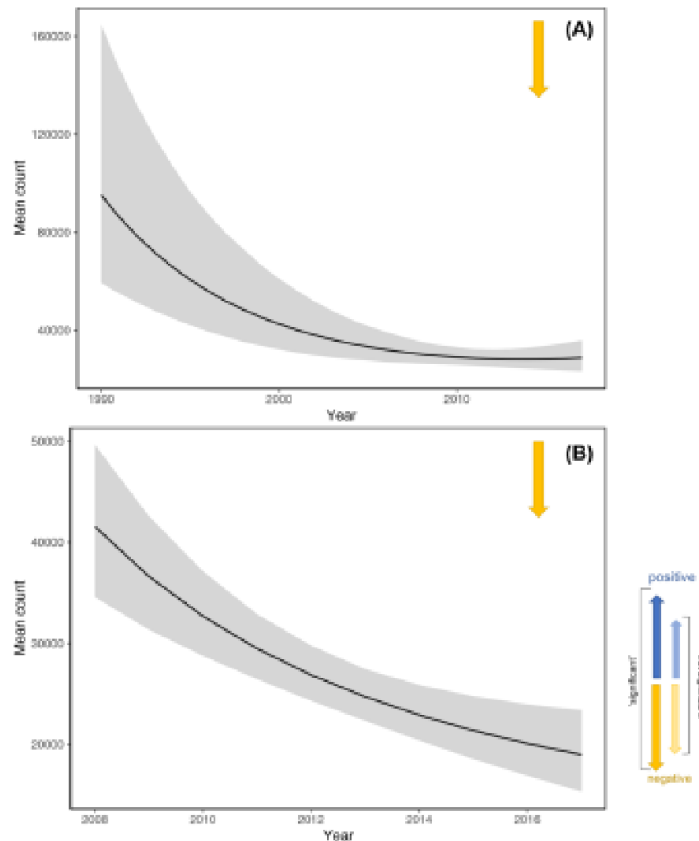 (A)
160000
120000
80000
40000
Mean count
1990
2000
2010
Year
(B)
50000
40000
30000
20000
Mean count
2008
2010
2012
2014
2016
Year
positive
'significant'
negative